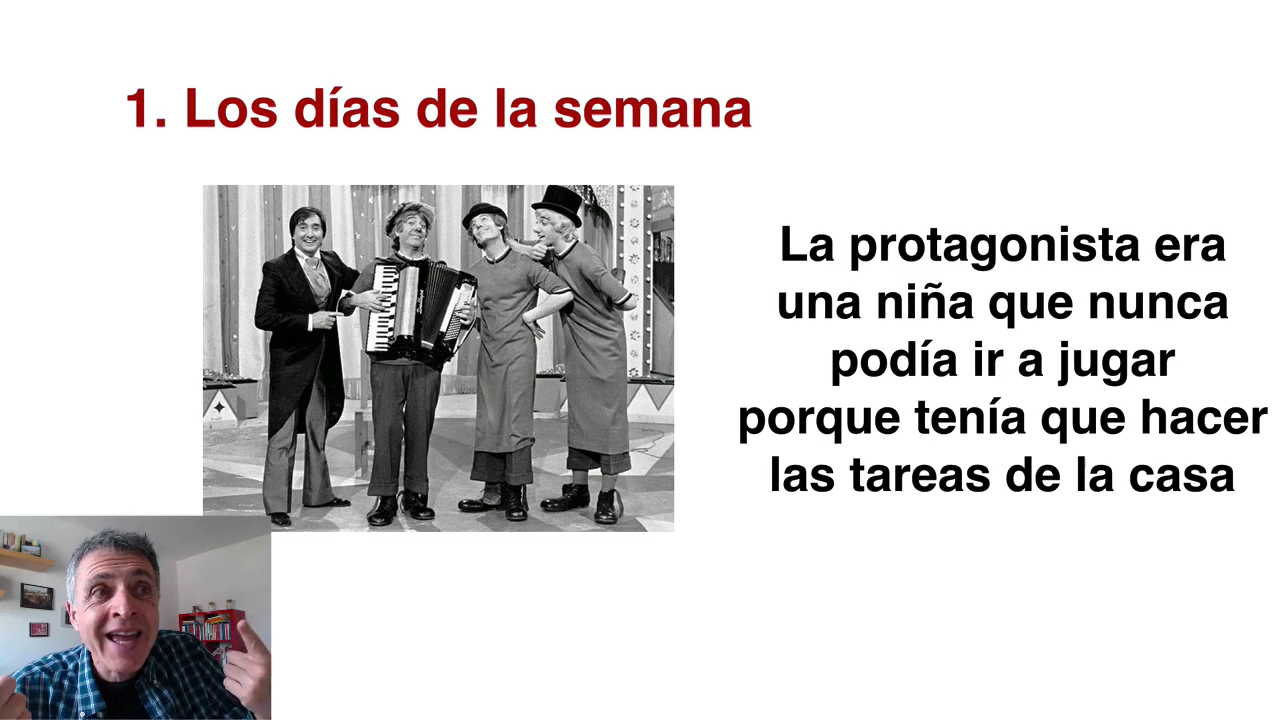 1. Los días de la semana
La protagonista era
una niña que nunca
podía ir a jugar
porque tenía que hacer
las tareas de la casa